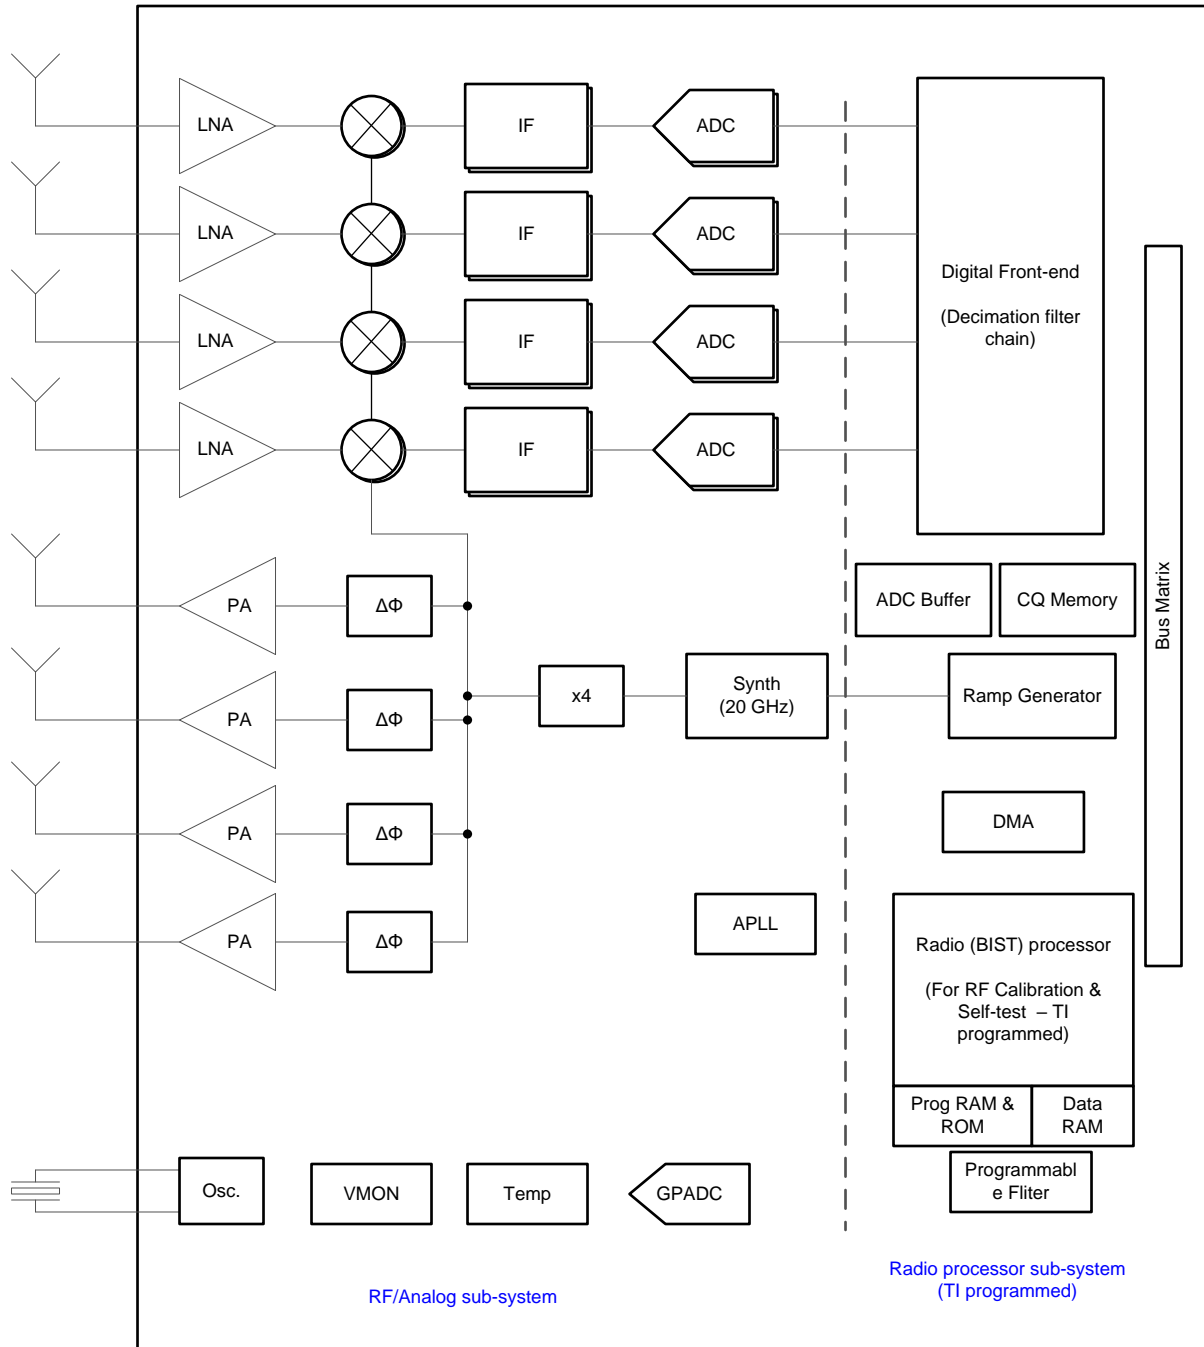 LNA
IF
ADC
LNA
IF
ADC
LNA
IF
ADC
LNA
IF
ADC
Digital Front-end
(Decimation filter
chain)
Bus Matrix
PA
ΔΦ
ADC Buffer
CQ Memory
PA
ΔΦ
x4
Synth
(20 GHz)
Ramp Generator
PA
ΔΦ
DMA
PA
ΔΦ
APLL
Radio (BIST) processor
(For RF Calibration &
Self-test – TI
programmed)
Prog RAM &
ROM
Data
RAM
Programmabl
e Fliter
Osc.
VMON
Temp
GPADC
RF/Analog sub-system
Radio processor sub-system
(TI programmed)